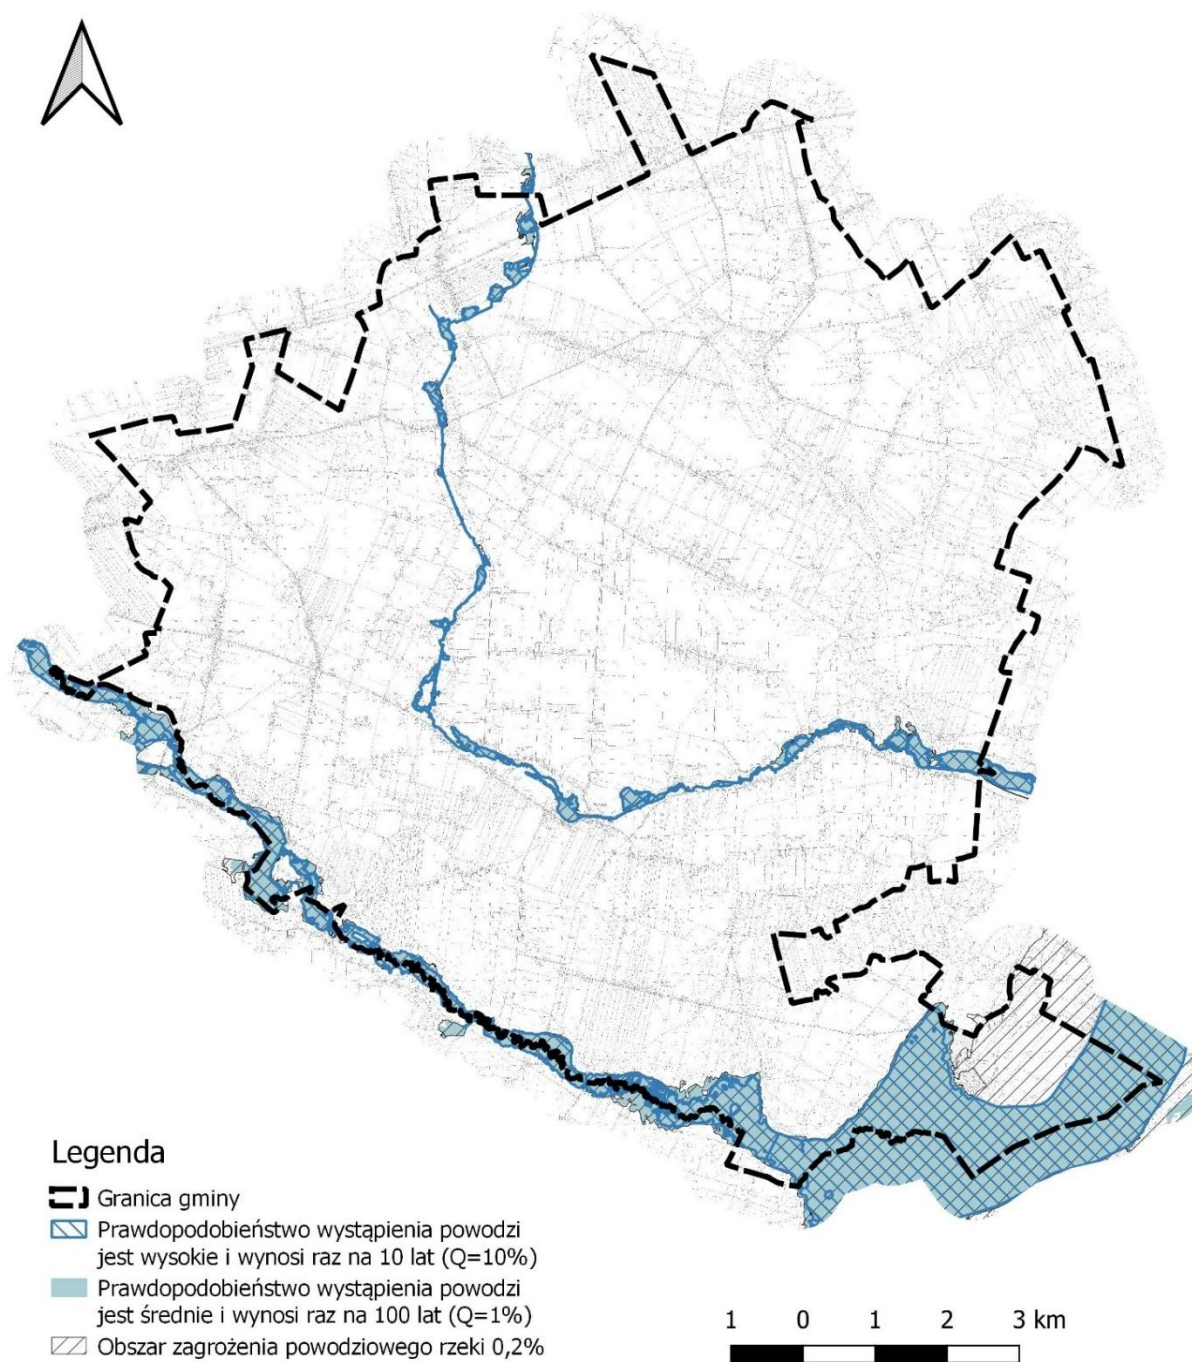 Legenda
Granica gminy
Prawdopodobieństwo wystąpienia powodzi
jest wysokie i wynosi raz na 10 lat (Q=10%)
Prawdopodobieństwo wystąpienia powodzi
jest średnie i wynosi raz na 100 lat (Q=1%)
Obszar zagrożenia powodziowego rzeki 0,2%
1 0 1 2 3 km